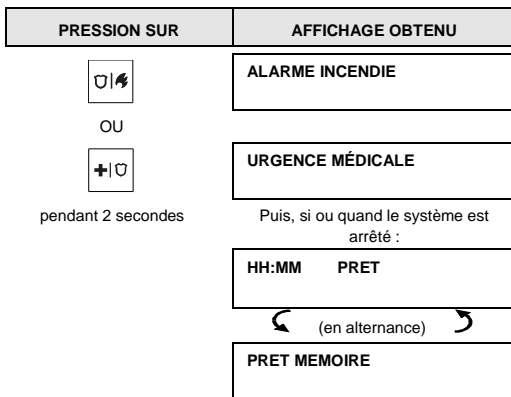 PRESSION SUR
AFFICHAGE OBTENU
ALARME INCENDIE
OU
URGENCE MÉDICALE
pendant 2 secondes
Puis, si ou quand le système est
arrêté :
HH:MM PRET
(en alternance)
PRET MEMOIRE